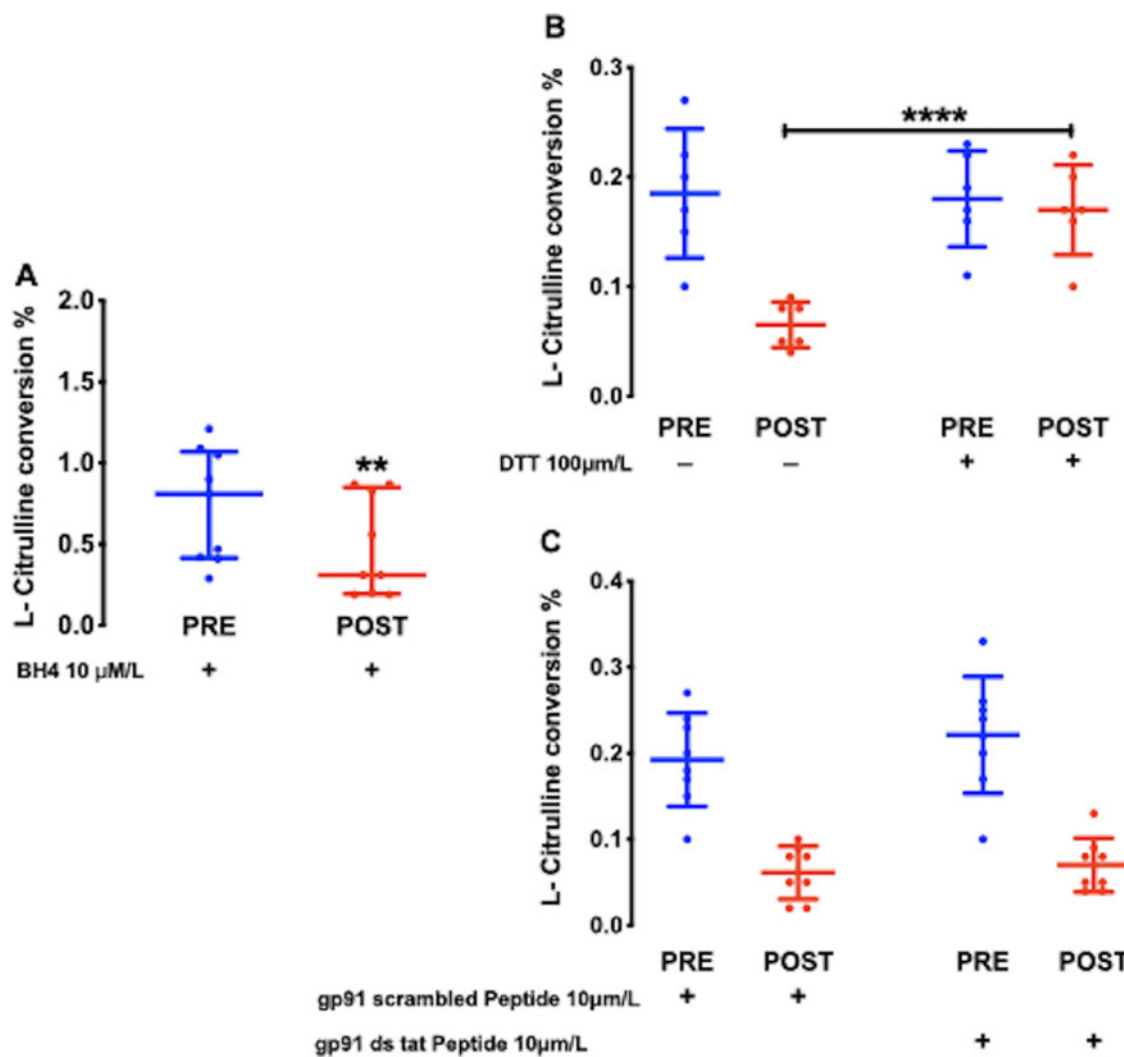 A
L- Citrulline conversion %
2.0
1.5
1.0
0.5
0.0
**
PRE POST
BH4 10 µM/L + +
B
L- Citrulline conversion %
0.3
0.2
0.1
0.0
****
PRE POST PRE POST
DTT 100µm/L – – + +
C
L- Citrulline conversion %
0.4
0.3
0.2
0.1
0.0
PRE POST PRE POST
gp91 scrambled Peptide 10µm/L + +
gp91 ds tat Peptide 10µm/L + +